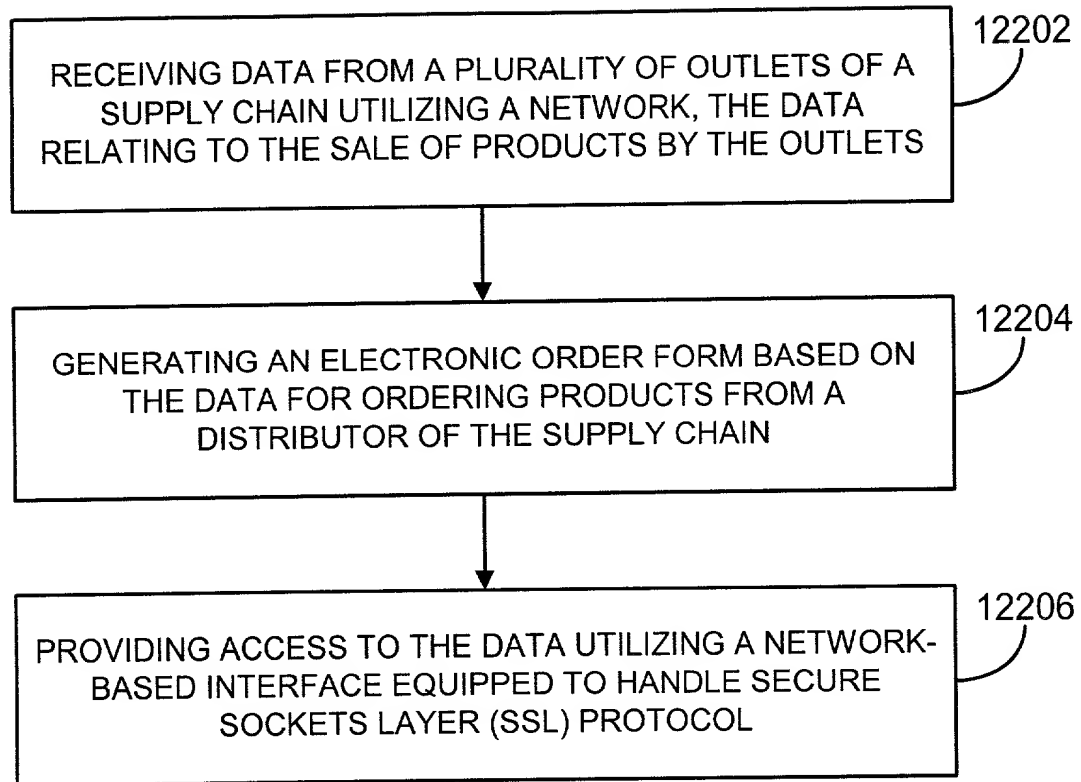 12202
RECEIVING DATA FROM A PLURALITY OF OUTLETS OF A
SUPPLY CHAIN UTILIZING A NETWORK, THE DATA
RELATING TO THE SALE OF PRODUCTS BY THE OUTLETS
12204
GENERATING AN ELECTRONIC ORDER FORM BASED ON
THE DATA FOR ORDERING PRODUCTS FROM A
DISTRIBUTOR OF THE SUPPLY CHAIN
12206
PROVIDING ACCESS TO THE DATA UTILIZING A NETWORK-
BASED INTERFACE EQUIPPED TO HANDLE SECURE
SOCKETS LAYER (SSL) PROTOCOL